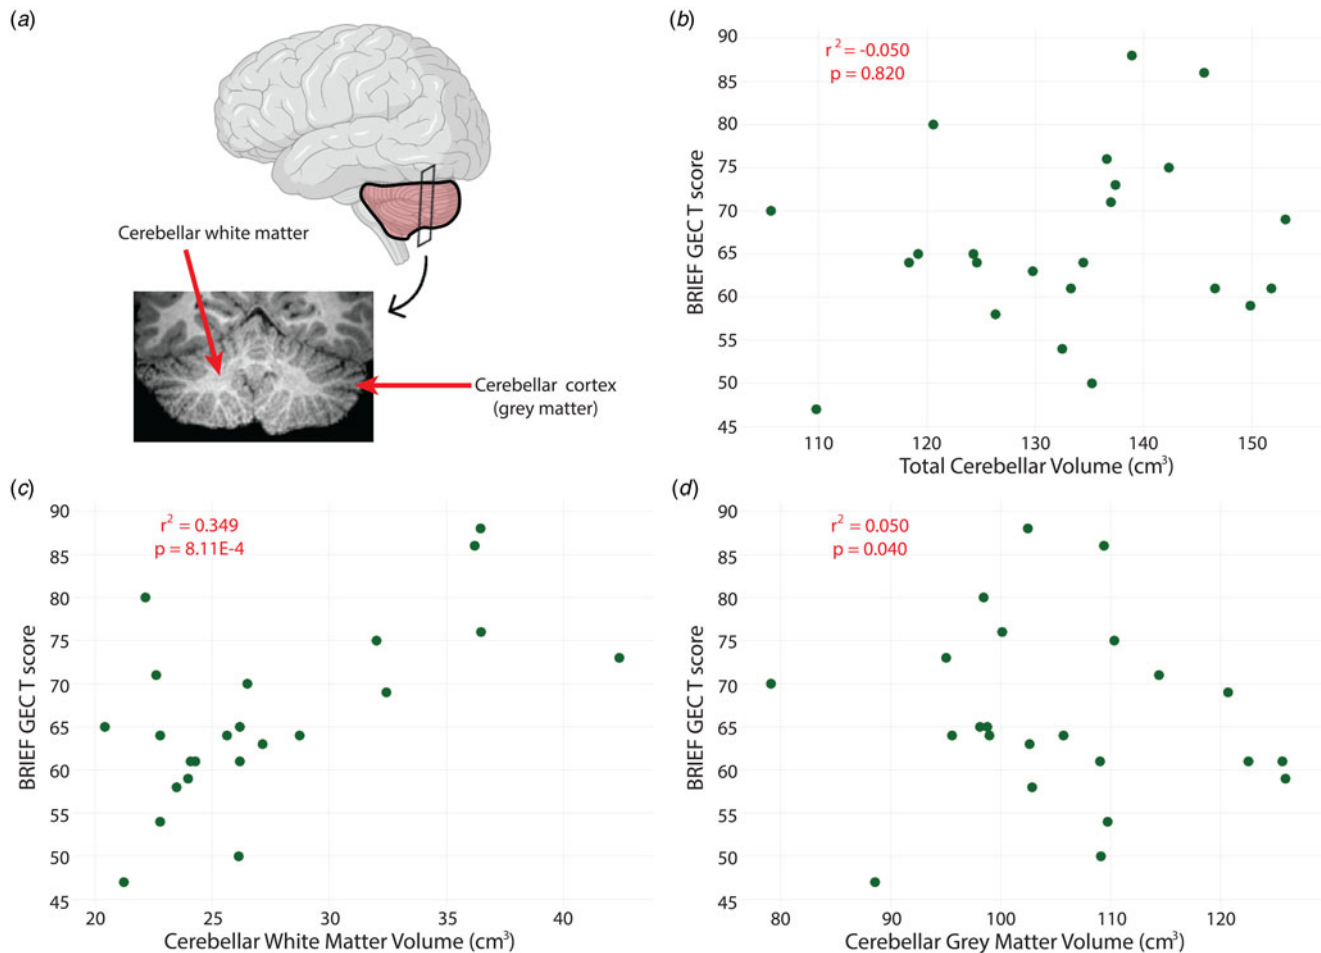 (a)
Cerebellar white matter
Cerebellar cortex
(grey matter)
(b)
r² = -0.050
p = 0.820
BRIEF GEC T score
90
85
80
75
70
65
60
55
50
45
110
120
130
140
150
Total Cerebellar Volume (cm³)
(c)
r² = 0.349
p = 8.11E-4
BRIEF GEC T score
90
85
80
75
70
65
60
55
50
45
20
25
30
35
40
Cerebellar White Matter Volume (cm³)
(d)
r² = 0.050
p = 0.040
BRIEF GEC T score
90
85
80
75
70
65
60
55
50
45
80
100
110
120
Cerebellar Grey Matter Volume (cm³)